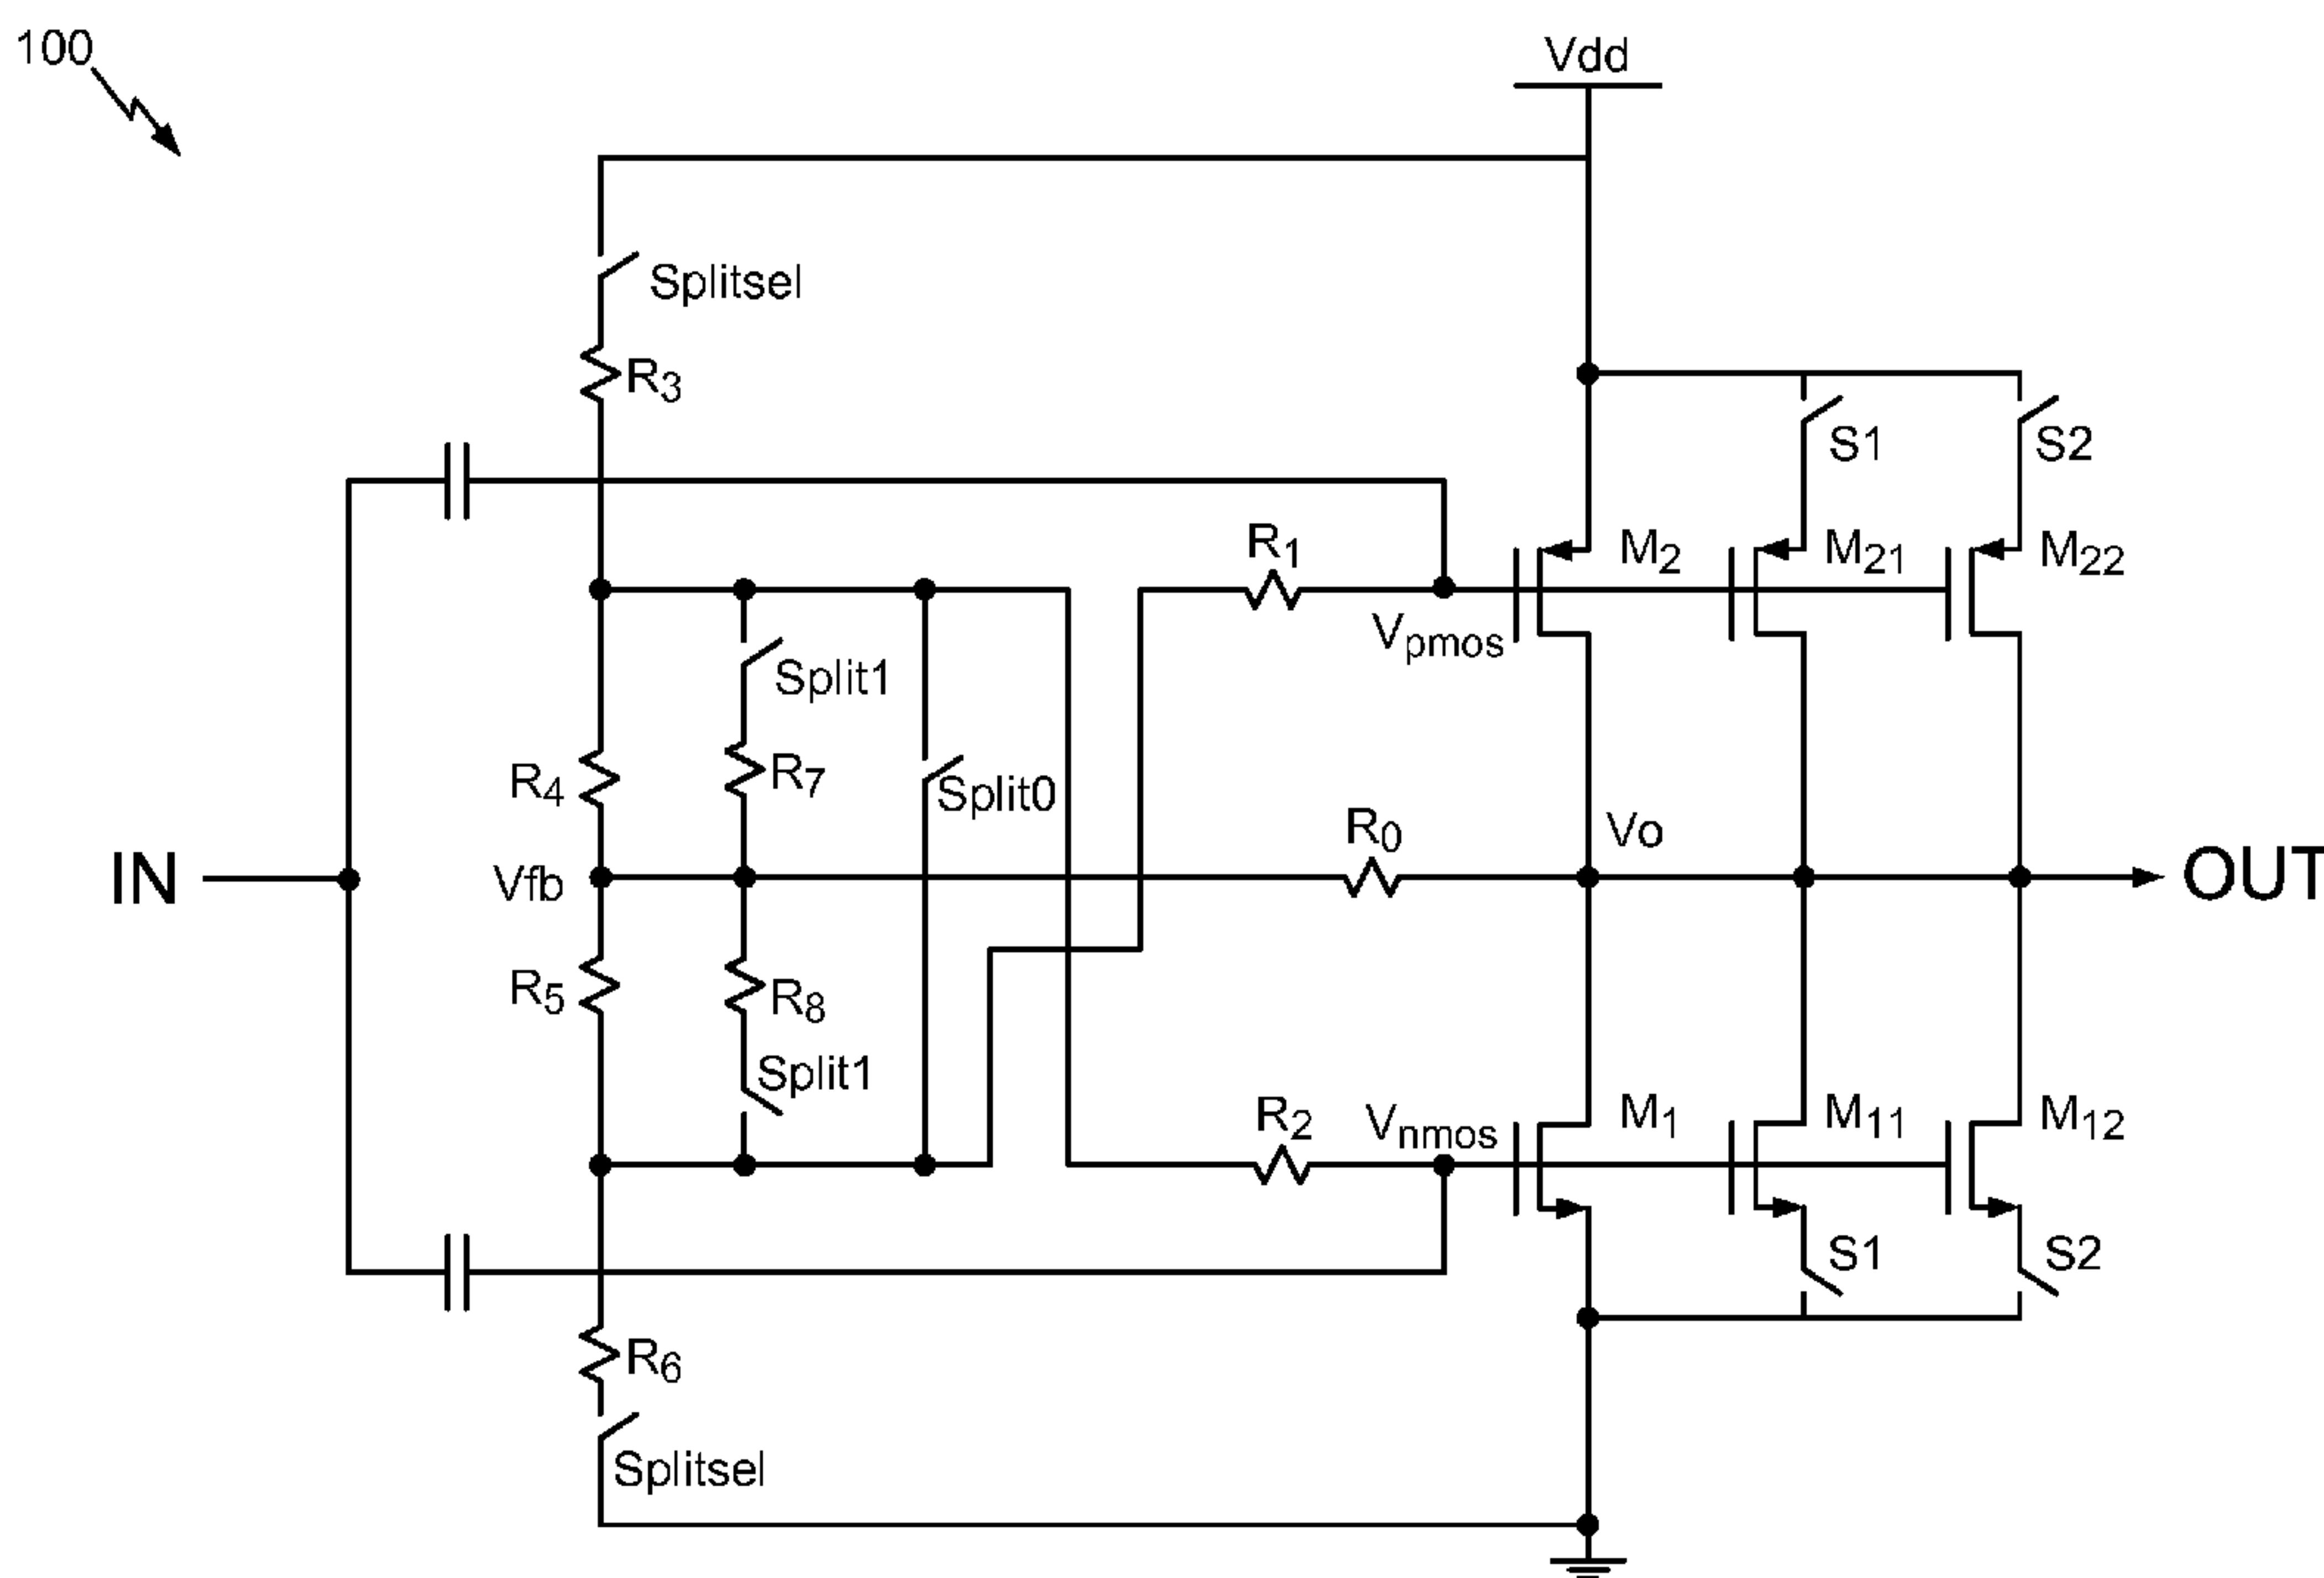 100
Vdd
Splitsel
R3
S1
S2
R1
M2
M21
M22
Vpmos
Split1
R4
R7
Split0
R0
Vo
IN
Vfb
OUT
R5
R8
Split1
R2
Vnmos
M1
M11
M12
S1
S2
R6
Splitsel